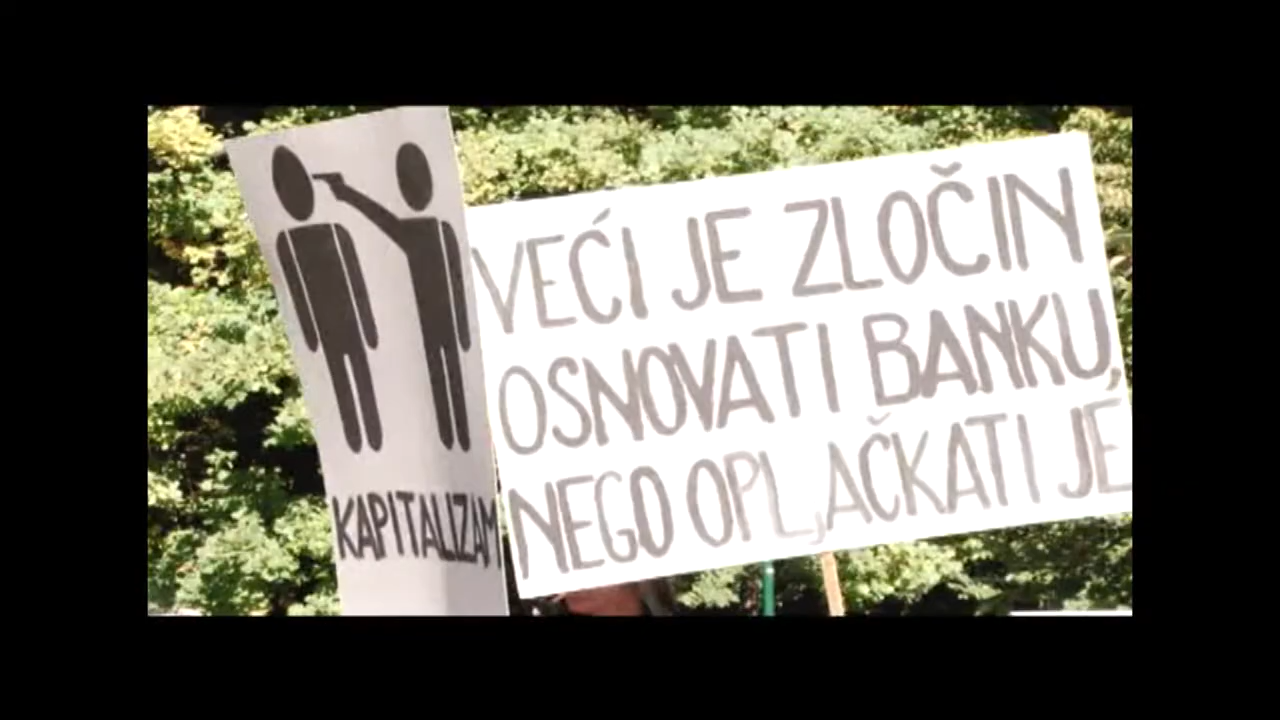 KAPITALIZAM
VEĆI JE ZLOČIN
OSNOVATI BANKU,
NEGO OPLJAČKATI JE